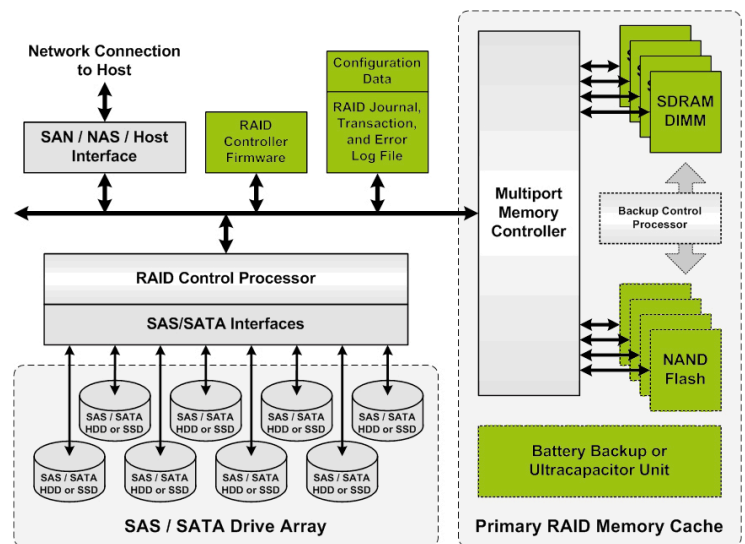 Network Connection
to Host
SAN / NAS / Host
Interface
RAID
Controller
Firmware
Configuration
Data
RAID Journal,
Transaction,
and Error
Log File
RAID Control Processor
SAS/SATA Interfaces
SAS / SATA
HDD or SSD
SAS / SATA
HDD or SSD
SAS / SATA
HDD or SSD
SAS / SATA
HDD or SSD
SAS / SATA
HDD or SSD
SAS / SATA
HDD or SSD
SAS / SATA
HDD or SSD
SAS / SATA
HDD or SSD
SAS / SATA Drive Array
Multiport
Memory
Controller
SDRAM
DIMM
Backup Control
Processor
NAND
Flash
Battery Backup or
Ultracapacitor Unit
Primary RAID Memory Cache